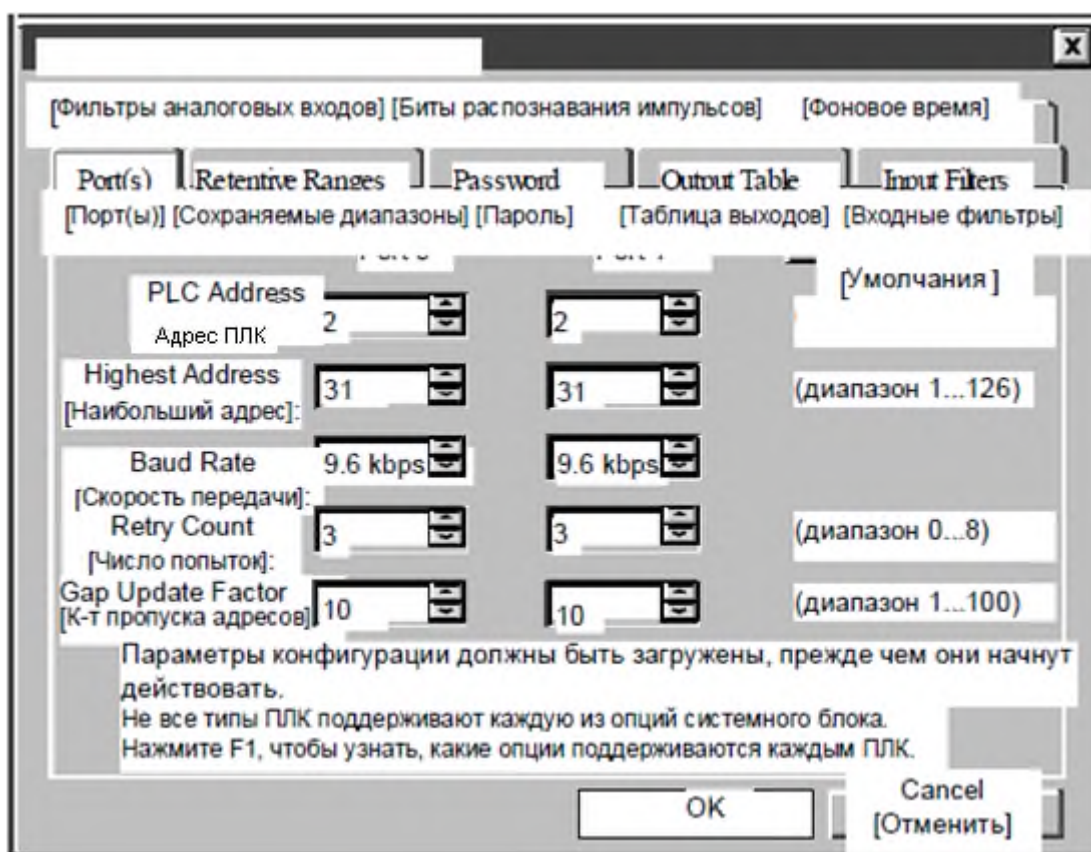 [Фильтры аналоговых входов] [Биты распознавания импульсов] [Фоновое время]
Port(s) Retentive Ranges Password Output Table Input Filters
[Порт(ы)] [Сохраняемые диапазоны] [Пароль] [Таблица выходов] [Входные фильтры]
[Умолчания]
PLC Address 2 2
Адрес ПЛК
Highest Address 31 31 (диапазон 1...126)
[Наибольший адрес]:
Baud Rate 9.6 kbps 9.6 kbps
[Скорость передачи]:
Retry Count 3 3 (диапазон 0...8)
[Число попыток]:
Gap Update Factor 10 10 (диапазон 1...100)
[К-т пропуска адресов]
Параметры конфигурации должны быть загружены, прежде чем они начнут
действовать.
Не все типы ПЛК поддерживают каждую из опций системного блока.
Нажмите F1, чтобы узнать, какие опции поддерживаются каждым ПЛК.
OK Cancel
[Отменить]